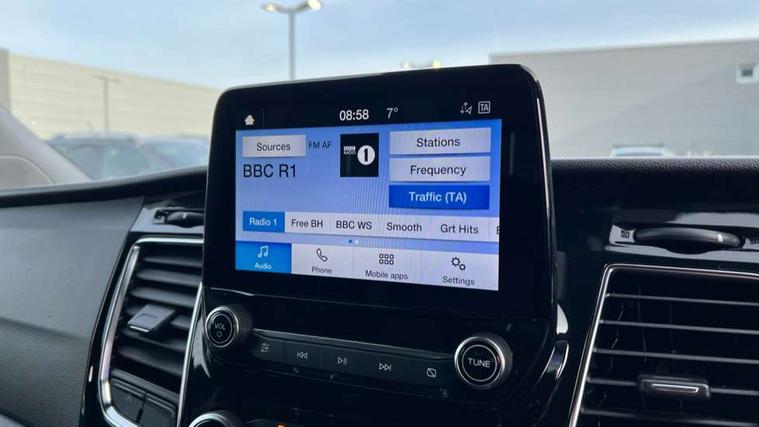 08:58 7° TA
Sources FM AF BBC RADIO 1 Stations
BBC R1 Frequency
Traffic (TA)
Radio 1 Free BH BBC WS Smooth Grt Hits
Audio Phone Mobile apps Settings
VOL TUNE